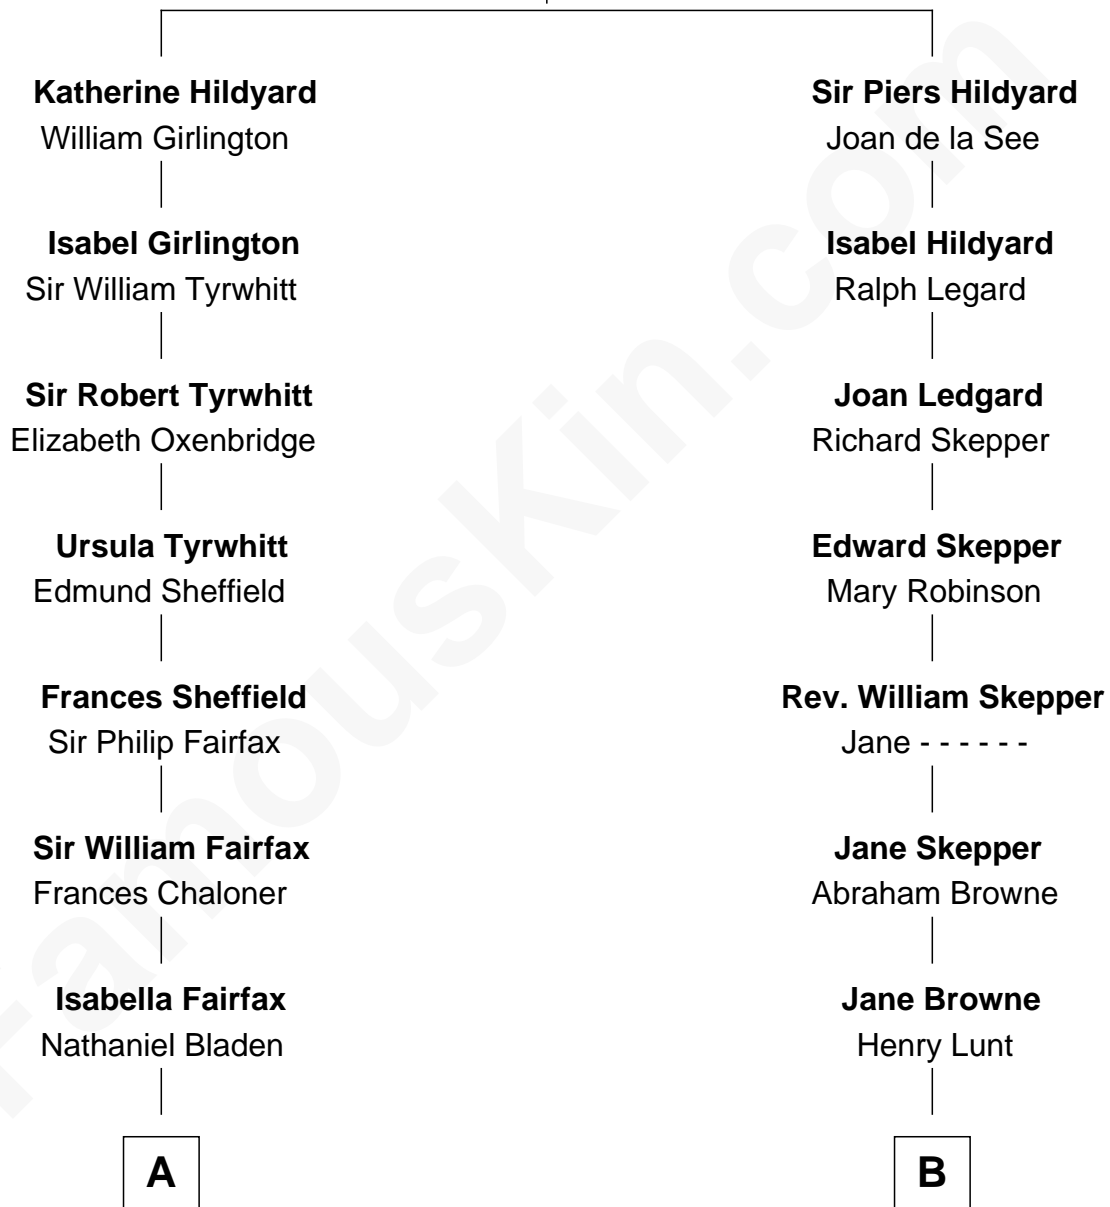 Katherine Hildyard
William Girlington
Isabel Girlington
Sir William Tyrwhitt
Sir Robert Tyrwhitt
Elizabeth Oxenbridge
Ursula Tyrwhitt
Edmund Sheffield
Frances Sheffield
Sir Philip Fairfax
Sir William Fairfax
Frances Chaloner
Isabella Fairfax
Nathaniel Bladen
A
Sir Piers Hildyard
Joan de la See
Isabel Hildyard
Ralph Legard
Joan Ledgard
Richard Skepper
Edward Skepper
Mary Robinson
Rev. William Skepper
Jane - - - - - -
Jane Skepper
Abraham Browne
Jane Browne
Henry Lunt
B
FamousKin.com